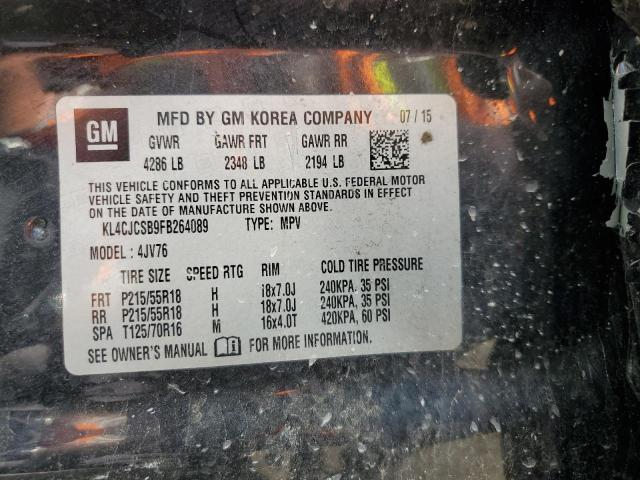 GM
MFD BY GM KOREA COMPANY 07/15
GVWR GAWR FRT GAWR RR
4286 LB 2348 LB 2194 LB
THIS VEHICLE CONFORMS TO ALL APPLICABLE U.S. FEDERAL MOTOR
VEHICLE SAFETY AND THEFT PREVENTION STANDARDS IN EFFECT
ON THE DATE OF MANUFACTURE SHOWN ABOVE.
KL4CJCSB9FB264089 TYPE: MPV
MODEL: 4JV76
TIRE SIZE SPEED RTG RIM COLD TIRE PRESSURE
FRT P215/55R18 H 18x7.0J 240KPA, 35 PSI
RR P215/55R18 H 18x7.0J 240KPA, 35 PSI
SPA T125/70R16 M 16x4.0T 420KPA, 60 PSI
SEE OWNER'S MANUAL FOR MORE INFORMATION.